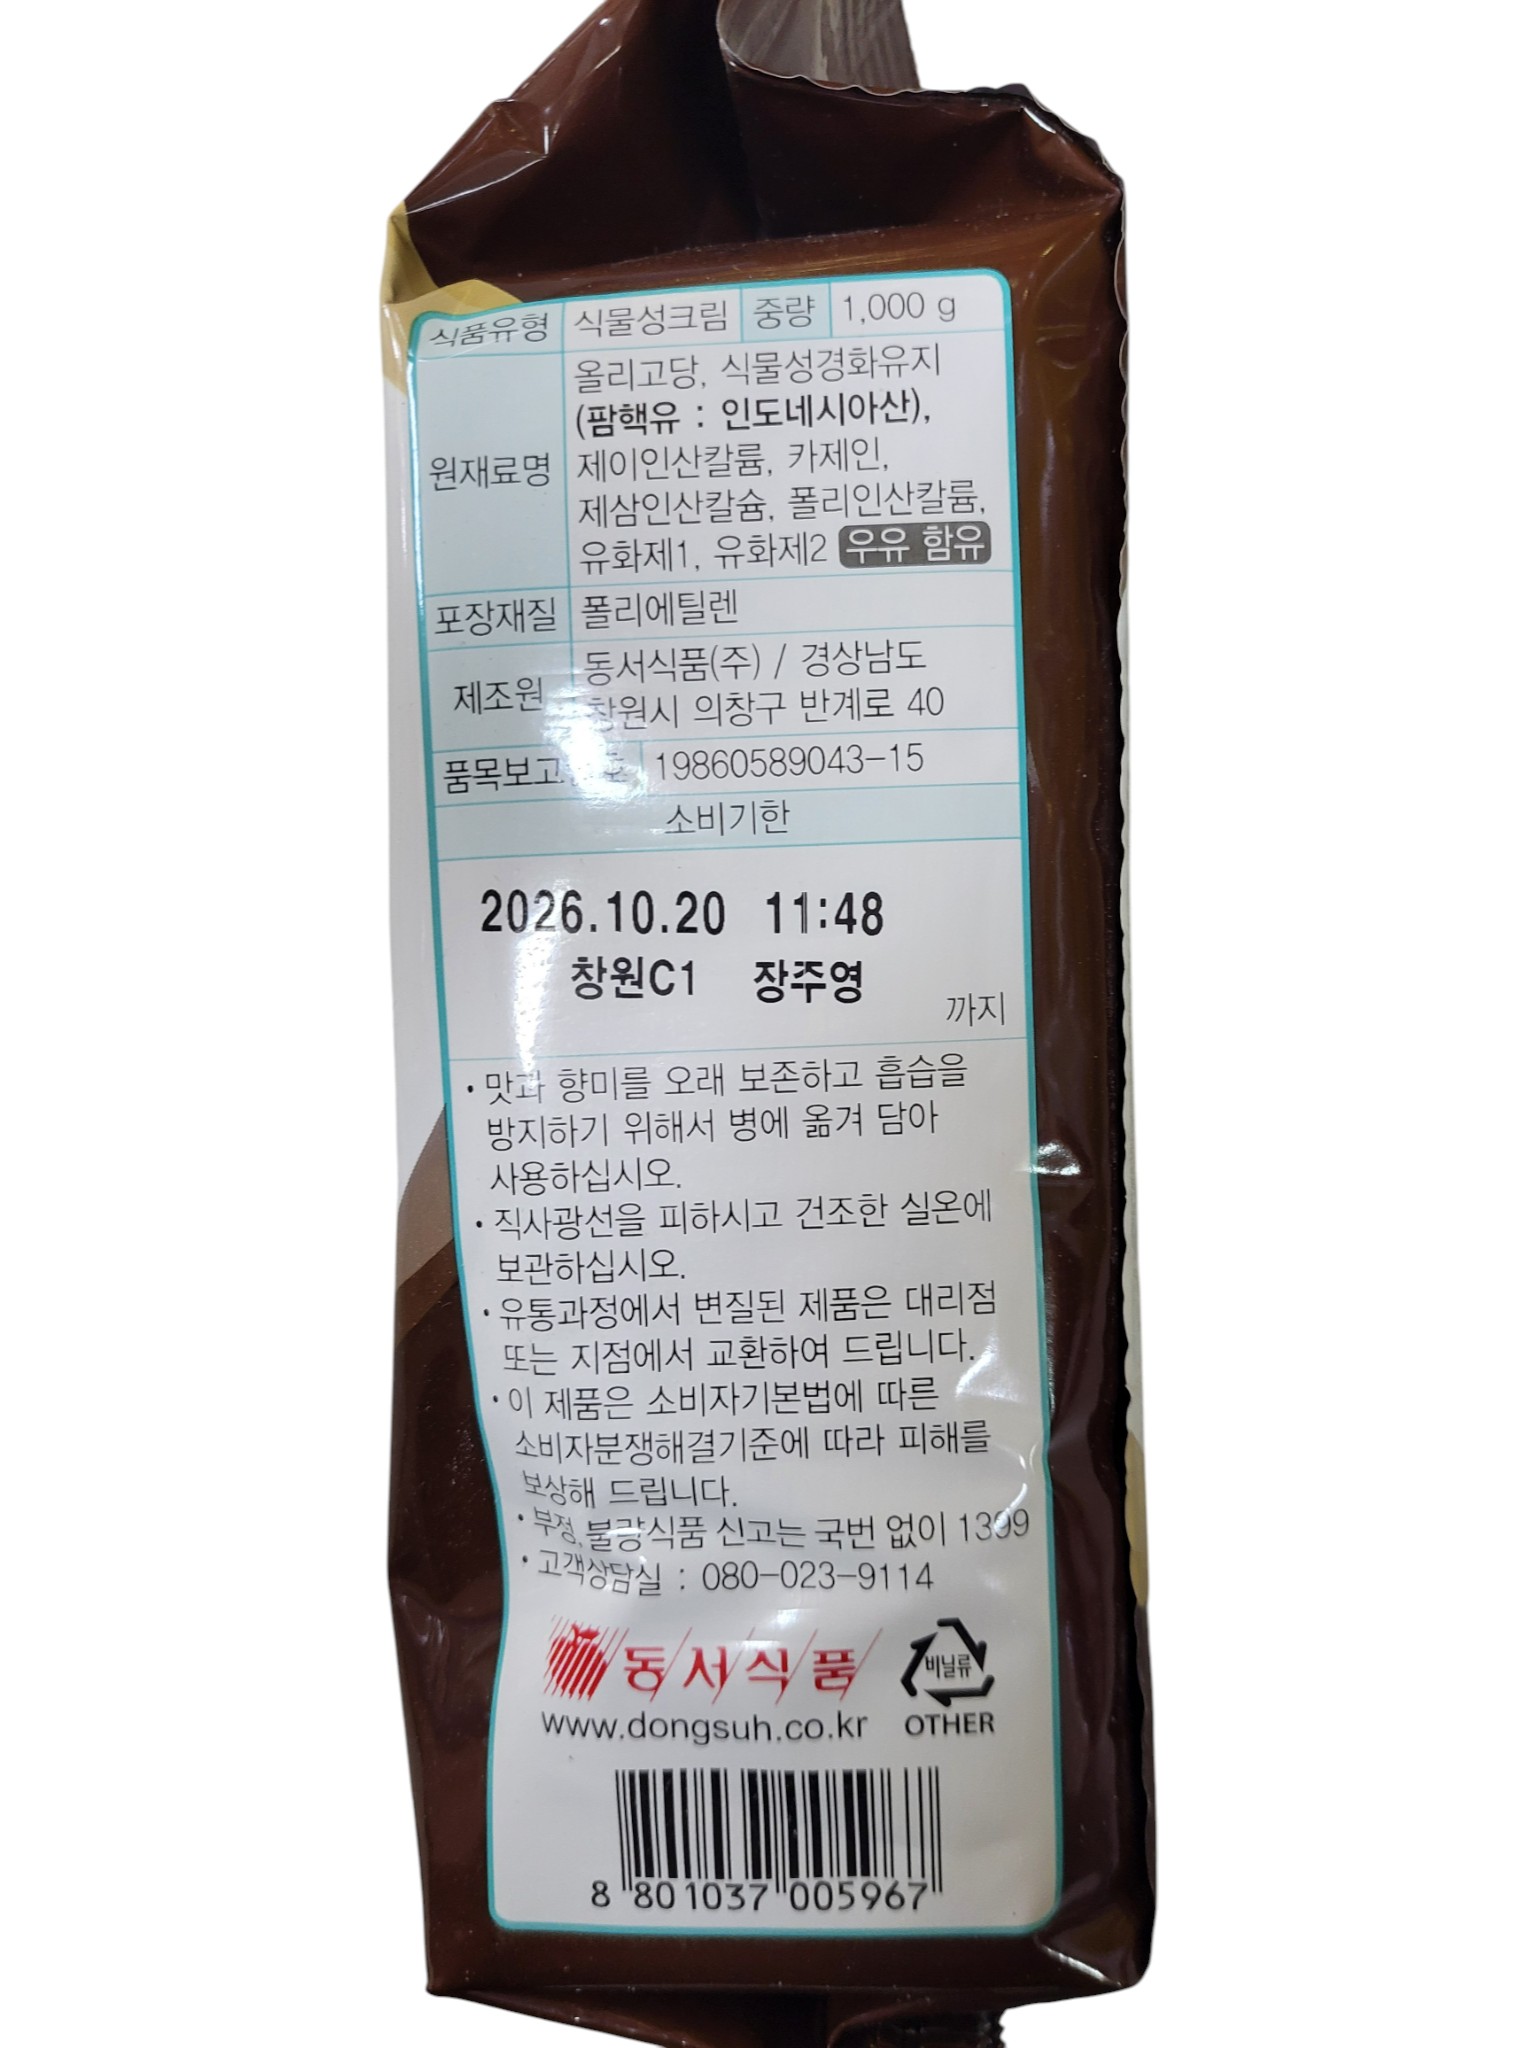 식품유형 식물성크림 중량 1,000 g
원재료명 올리고당, 식물성경화유지
(팜핵유 : 인도네시아산),
제이인산칼륨, 카제인,
제삼인산칼슘, 폴리인산칼륨,
유화제1, 유화제2 우유 함유
포장재질 폴리에틸렌
제조원 동서식품(주) / 경상남도
창원시 의창구 반계로 40
품목보고번호 19860589043-15
소비기한
2026.10.20 11:48
창원C1 장주영
까지
• 맛과 향미를 오래 보존하고 흡습을
방지하기 위해서 병에 옮겨 담아
사용하십시오.
• 직사광선을 피하시고 건조한 실온에
보관하십시오.
• 유통과정에서 변질된 제품은 대리점
또는 지점에서 교환하여 드립니다.
• 이 제품은 소비자기본법에 따른
소비자분쟁해결기준에 따라 피해를
보상해 드립니다.
• 부정, 불량식품 신고는 국번 없이 1399
• 고객상담실 : 080-023-9114
동서식품 비닐류
www.dongsuh.co.kr OTHER
8 801037 005967